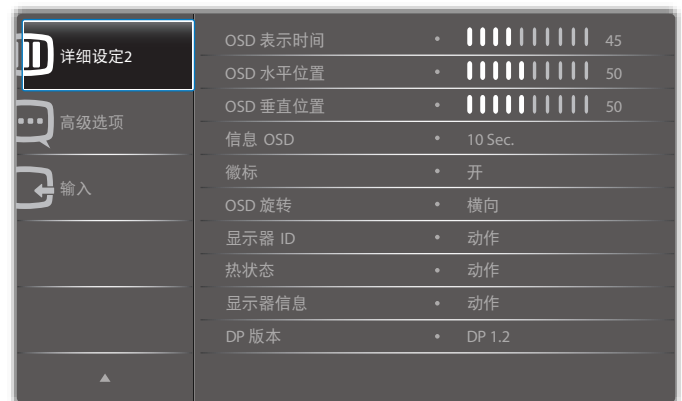 详细设定2
高级选项
输入
OSD 表示时间 • 45
OSD 水平位置 • 50
OSD 垂直位置 • 50
信息 OSD • 10 Sec.
徽标 • 开
OSD 旋转 • 横向
显示器 ID • 动作
热状态 • 动作
显示器信息 • 动作
DP 版本 • DP 1.2